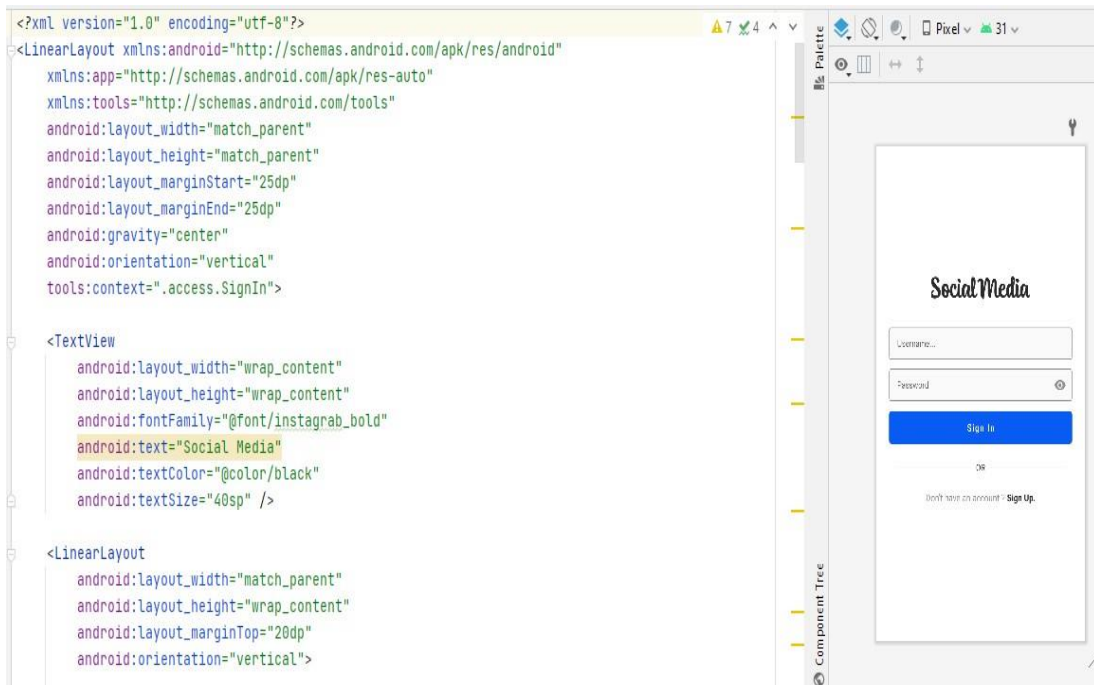 <?xml version="1.0" encoding="utf-8"?>
<LinearLayout xmlns:android="http://schemas.android.com/apk/res/android"
xmlns:app="http://schemas.android.com/apk/res-auto"
xmlns:tools="http://schemas.android.com/tools"
android:layout_width="match_parent"
android:layout_height="match_parent"
android:layout_marginStart="25dp"
android:layout_marginEnd="25dp"
android:gravity="center"
android:orientation="vertical"
tools:context=".access.SignIn">
<TextView
android:layout_width="wrap_content"
android:layout_height="wrap_content"
android:fontFamily="@font/instagrab_bold"
android:text="Social Media"
android:textColor="@color/black"
android:textSize="40sp" />
<LinearLayout
android:layout_width="match_parent"
android:layout_height="wrap_content"
android:layout_marginTop="20dp"
android:orientation="vertical">
7 4
Palette
Component Tree
Pixel 31
Social Media
Username...
Password
Sign In
OR
Don't have an account ? Sign Up.